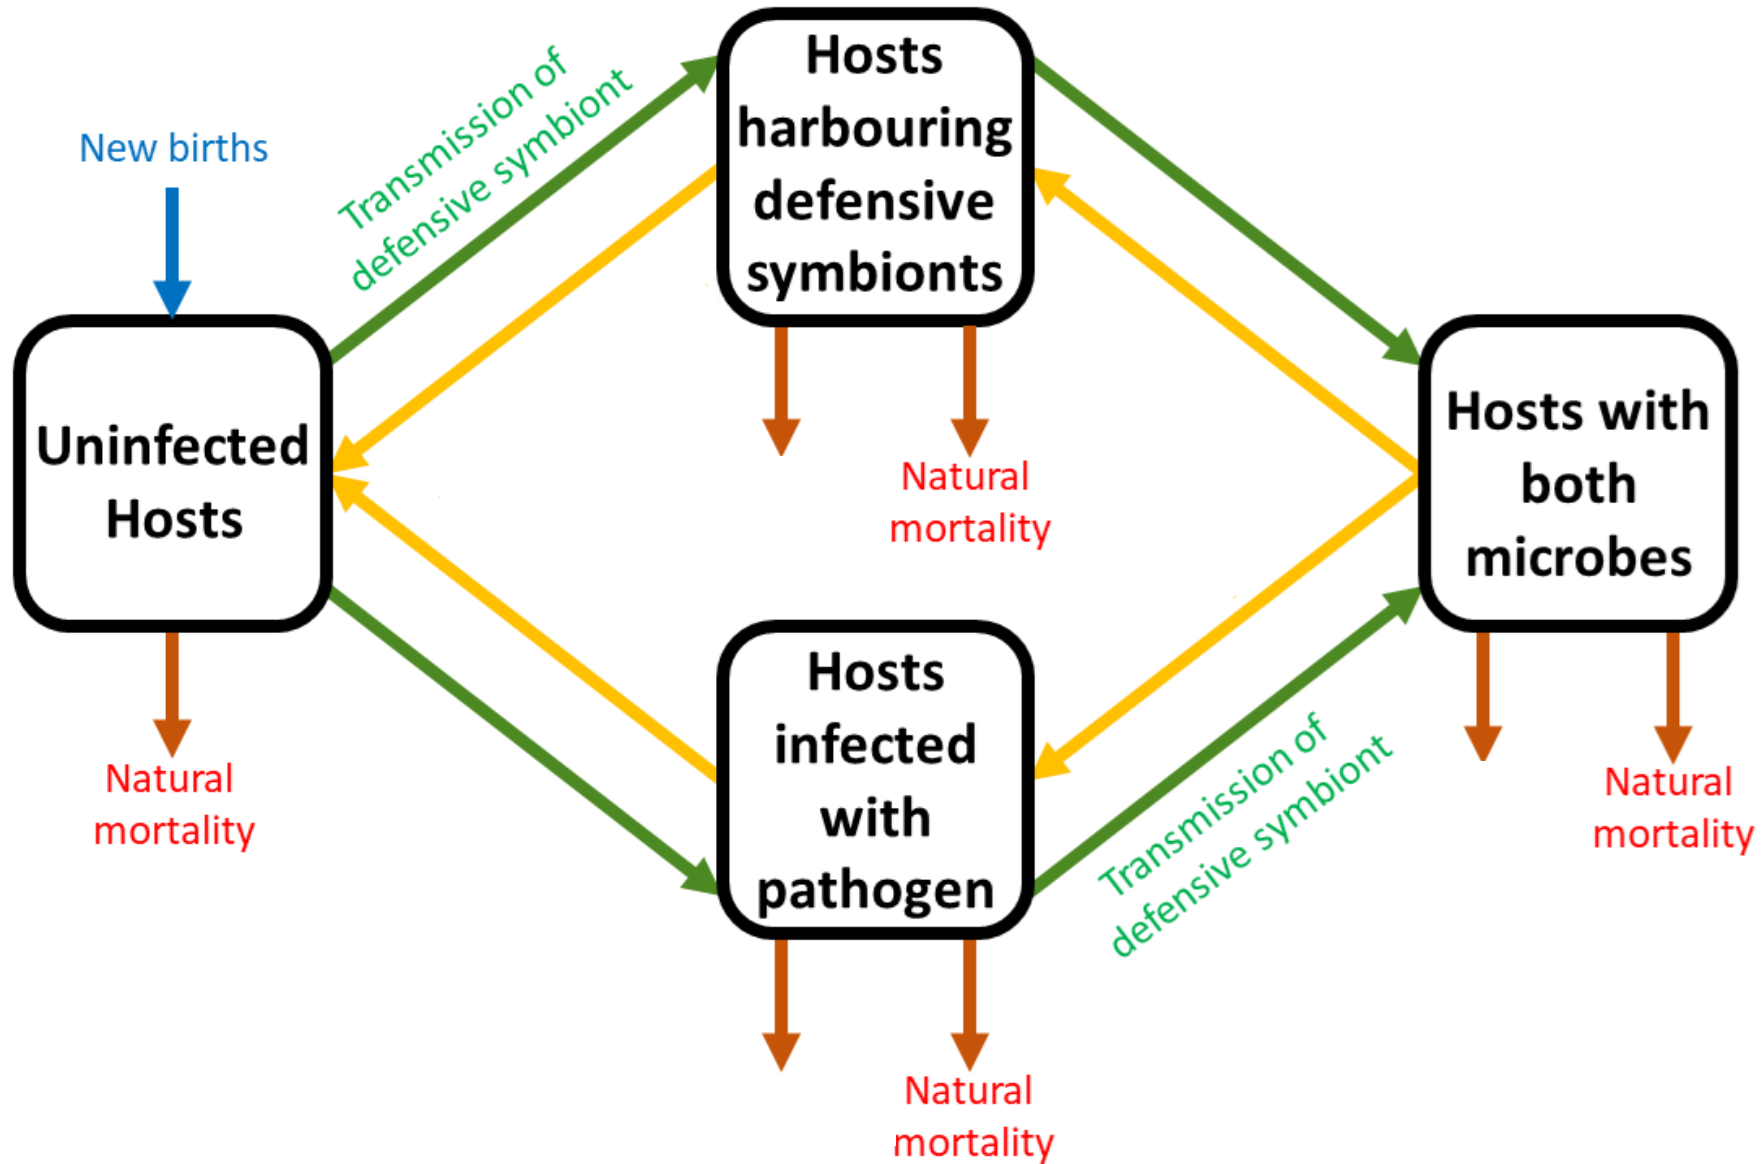 New births
Transmission of
defensive symbiont
Hosts
harbouring
defensive
symbionts
Uninfected
Hosts
Natural
mortality
Natural
mortality
Hosts with
both
microbes
Hosts
infected
with
pathogen
Transmission of
defensive symbiont
Natural
mortality
Natural
mortality